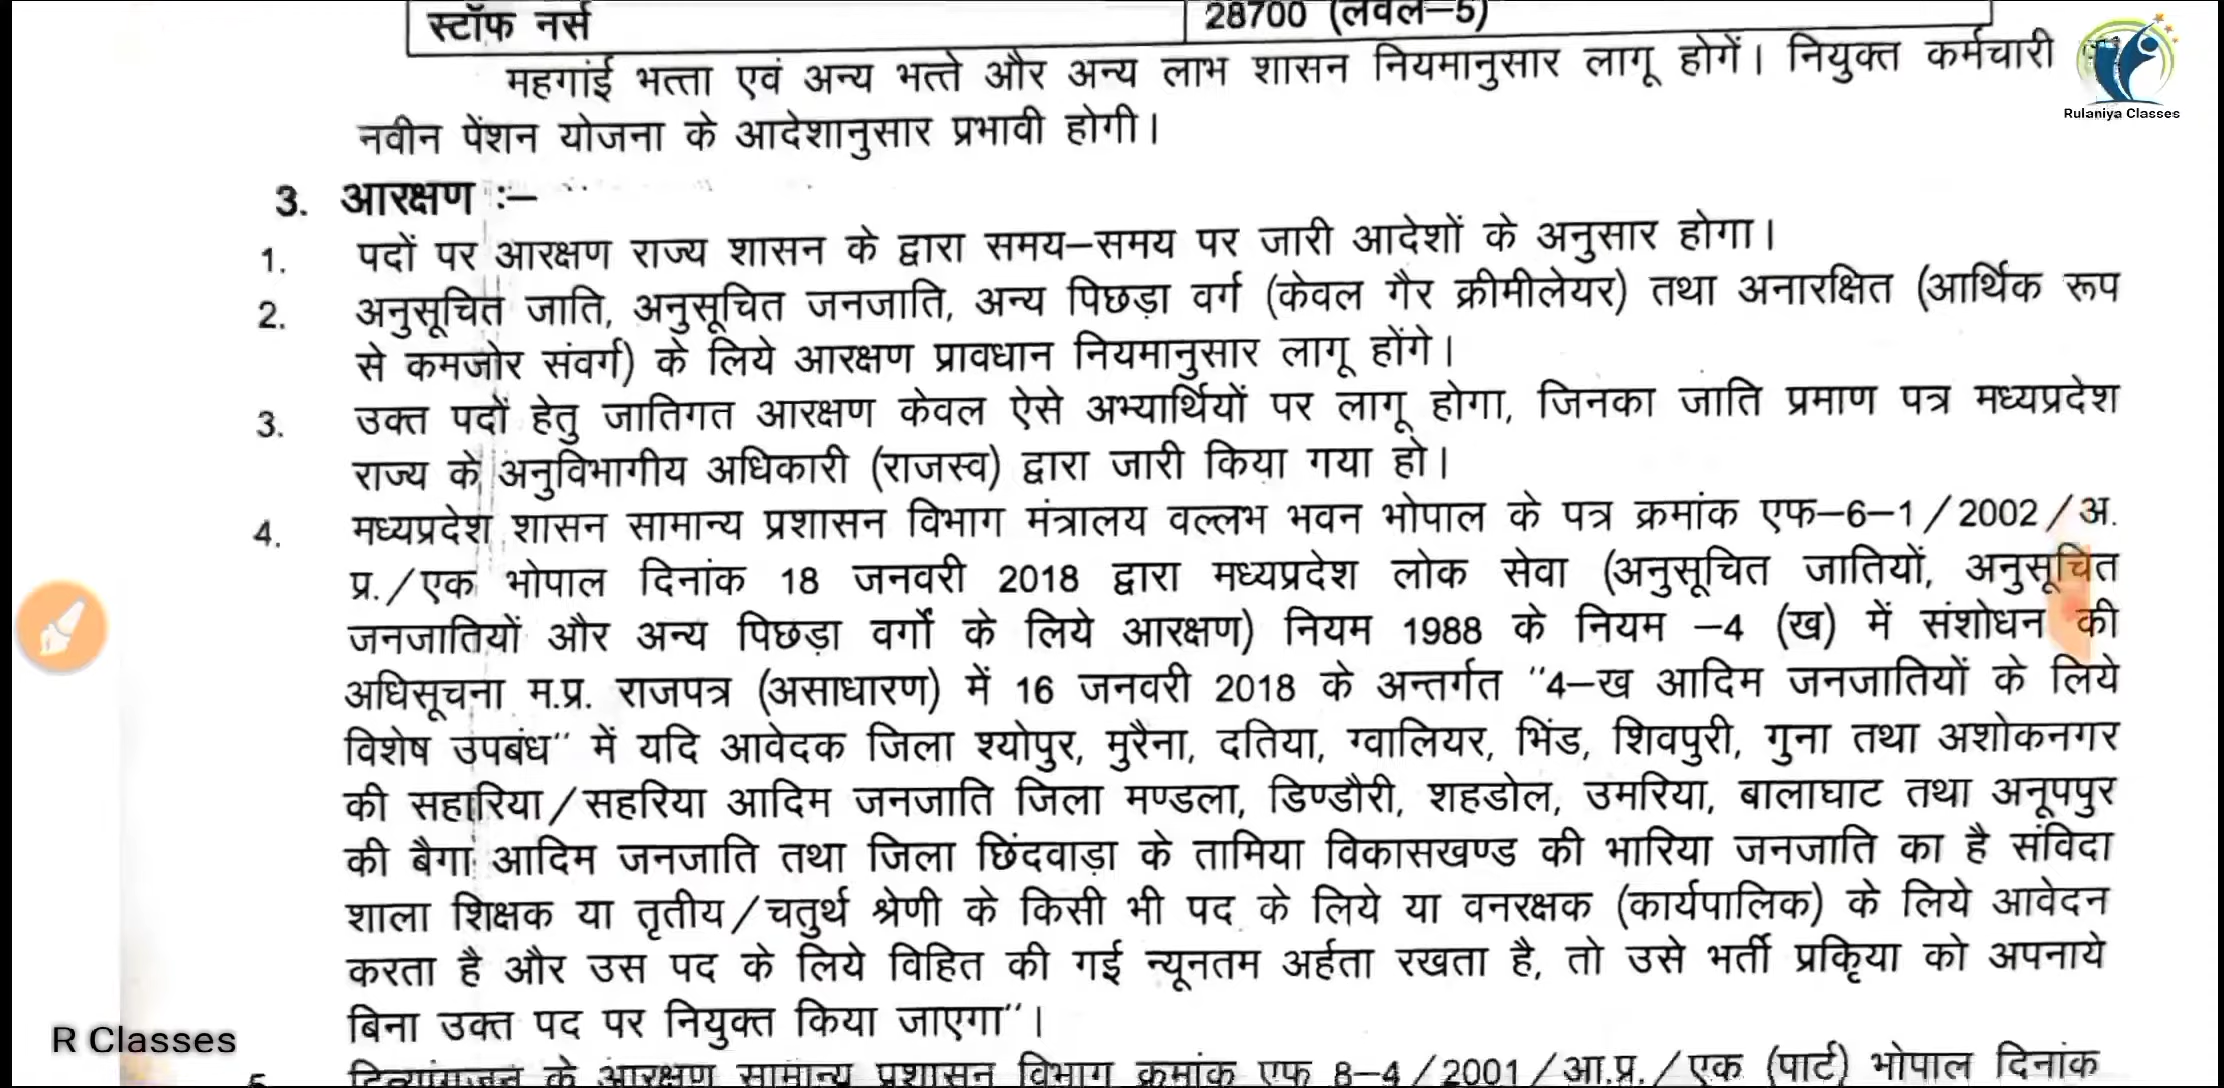 स्टॉफ नर्स 28700 (लेवल–5)
महगांई भत्ता एवं अन्य भत्ते और अन्य लाभ शासन नियमानुसार लागू होगें। नियुक्त कर्मचारी
Rulaniya Classes
नवीन पेंशन योजना के आदेशानुसार प्रभावी होगी।
3. आरक्षण :–
1. पदों पर आरक्षण राज्य शासन के द्वारा समय–समय पर जारी आदेशों के अनुसार होगा।
2. अनुसूचित जाति, अनुसूचित जनजाति, अन्य पिछड़ा वर्ग (केवल गैर क्रीमीलेयर) तथा अनारक्षित (आर्थिक रूप
से कमजोर संवर्ग) के लिये आरक्षण प्रावधान नियमानुसार लागू होंगे।
3. उक्त पदों हेतु जातिगत आरक्षण केवल ऐसे अभ्यार्थियों पर लागू होगा, जिनका जाति प्रमाण पत्र मध्यप्रदेश
राज्य के अनुविभागीय अधिकारी (राजस्व) द्वारा जारी किया गया हो।
4. मध्यप्रदेश शासन सामान्य प्रशासन विभाग मंत्रालय वल्लभ भवन भोपाल के पत्र क्रमांक एफ–6–1/2002/अ.
प्र./एक भोपाल दिनांक 18 जनवरी 2018 द्वारा मध्यप्रदेश लोक सेवा (अनुसूचित जातियों, अनुसूचित
जनजातियों और अन्य पिछड़ा वर्गों के लिये आरक्षण) नियम 1988 के नियम –4 (ख) में संशोधन की
अधिसूचना म.प्र. राजपत्र (असाधारण) में 16 जनवरी 2018 के अन्तर्गत "4–ख आदिम जनजातियों के लिये
विशेष उपबंध" में यदि आवेदक जिला श्योपुर, मुरैना, दतिया, ग्वालियर, भिंड, शिवपुरी, गुना तथा अशोकनगर
की सहारिया/सहरिया आदिम जनजाति जिला मण्डला, डिण्डौरी, शहडोल, उमरिया, बालाघाट तथा अनूपपुर
की बैगा आदिम जनजाति तथा जिला छिंदवाड़ा के तामिया विकासखण्ड की भारिया जनजाति का है संविदा
शाला शिक्षक या तृतीय/चतुर्थ श्रेणी के किसी भी पद के लिये या वनरक्षक (कार्यपालिक) के लिये आवेदन
करता है और उस पद के लिये विहित की गई न्यूनतम अर्हता रखता है, तो उसे भर्ती प्रकि्रया को अपनाये
बिना उक्त पद पर नियुक्त किया जाएगा"।
R Classes
5. दिव्यांगजन के आरक्षण सामान्य प्रशासन विभाग क्रमांक एफ 8–4/2001/आ.प्र./एक (पार्ट) भोपाल दिनांक